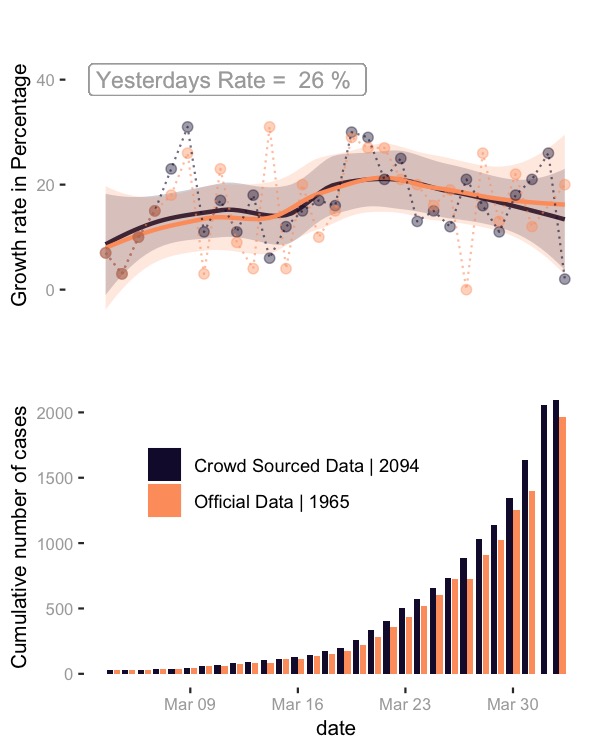 Growth rate in Percentage
40
20
0
Yesterdays Rate = 26 %
Cumulative number of cases
2000
1500
1000
500
0
Crowd Sourced Data | 2094
Official Data | 1965
Mar 09 Mar 16 Mar 23 Mar 30
date